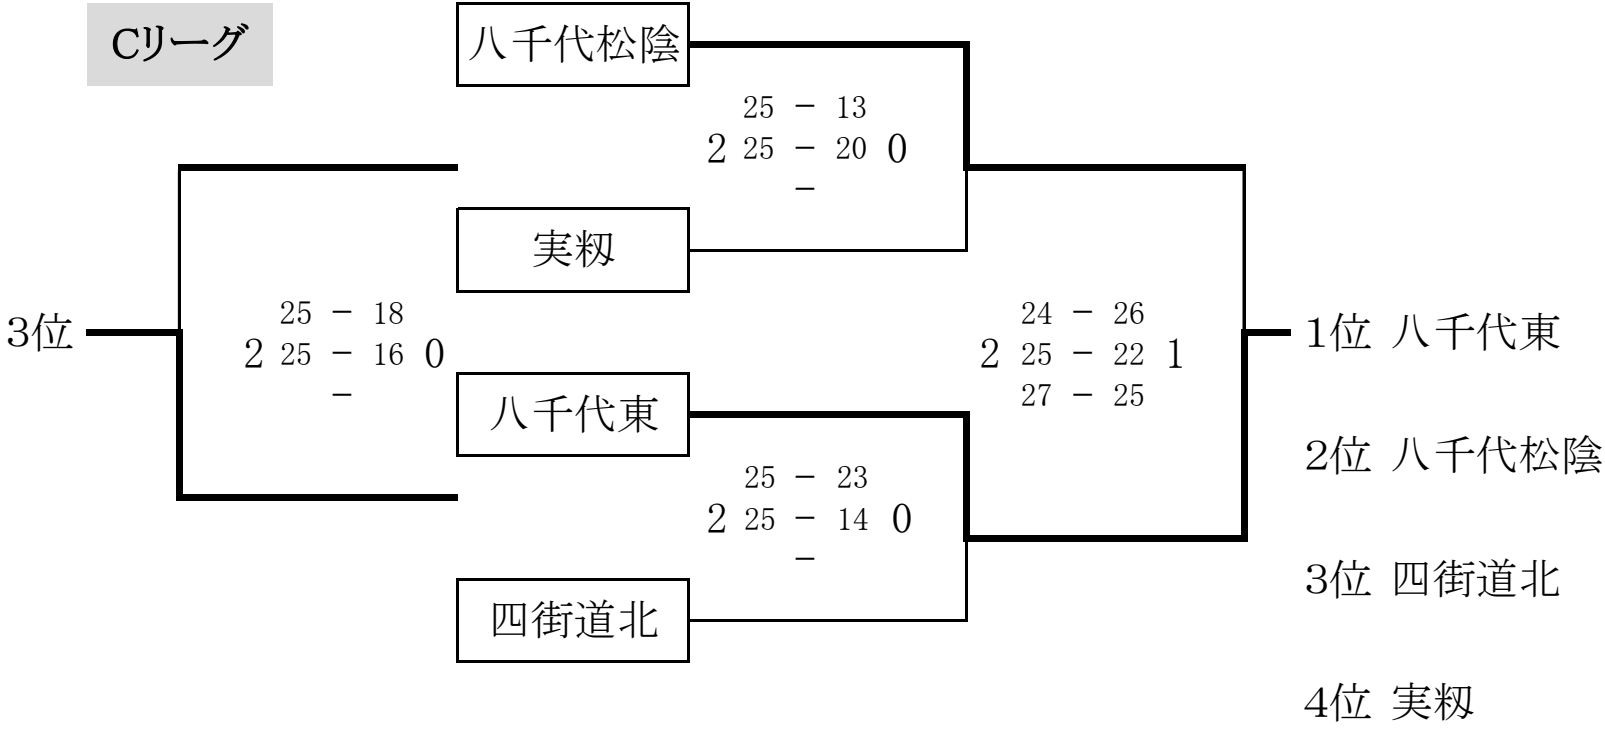 Cリーグ
八千代松陰
25 － 13
2 25 － 20 0
－
実籾
3位
25 － 18
2 25 － 16 0
－
24 － 26
2 25 － 22 1
27 － 25
八千代東
25 － 23
2 25 － 14 0
－
四街道北
1位 八千代東
2位 八千代松陰
3位 四街道北
4位 実籾